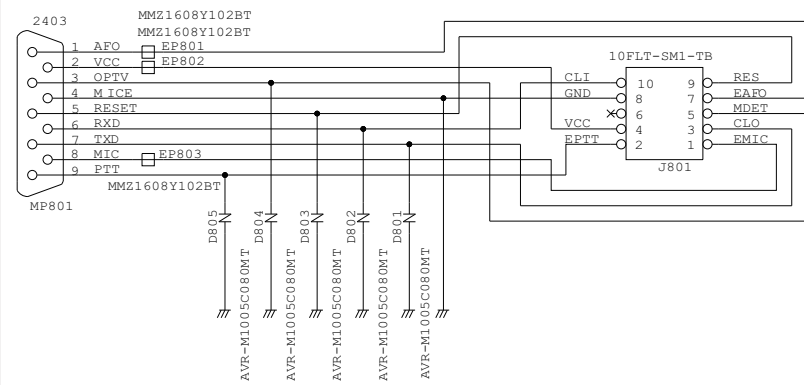 MMZ1608Y102BT
2403
MMZ1608Y102BT
1 AFO EP801
2 VCC EP802
3 OPTV
4 MICE
5 RESET
6 RXD
7 TXD
8 MIC EP803
9 PTT
MMZ1608Y102BT
MP801
10FLT-SM1-TB
CLI 10 9 RES
GND 8 7 EAFO
6 5 MDET
VCC 4 3 CLO
EPTT 2 1 EMIC
J801
D805
D804
D803
D802
D801
AVR-M1005C080MT
AVR-M1005C080MT
AVR-M1005C080MT
AVR-M1005C080MT
AVR-M1005C080MT